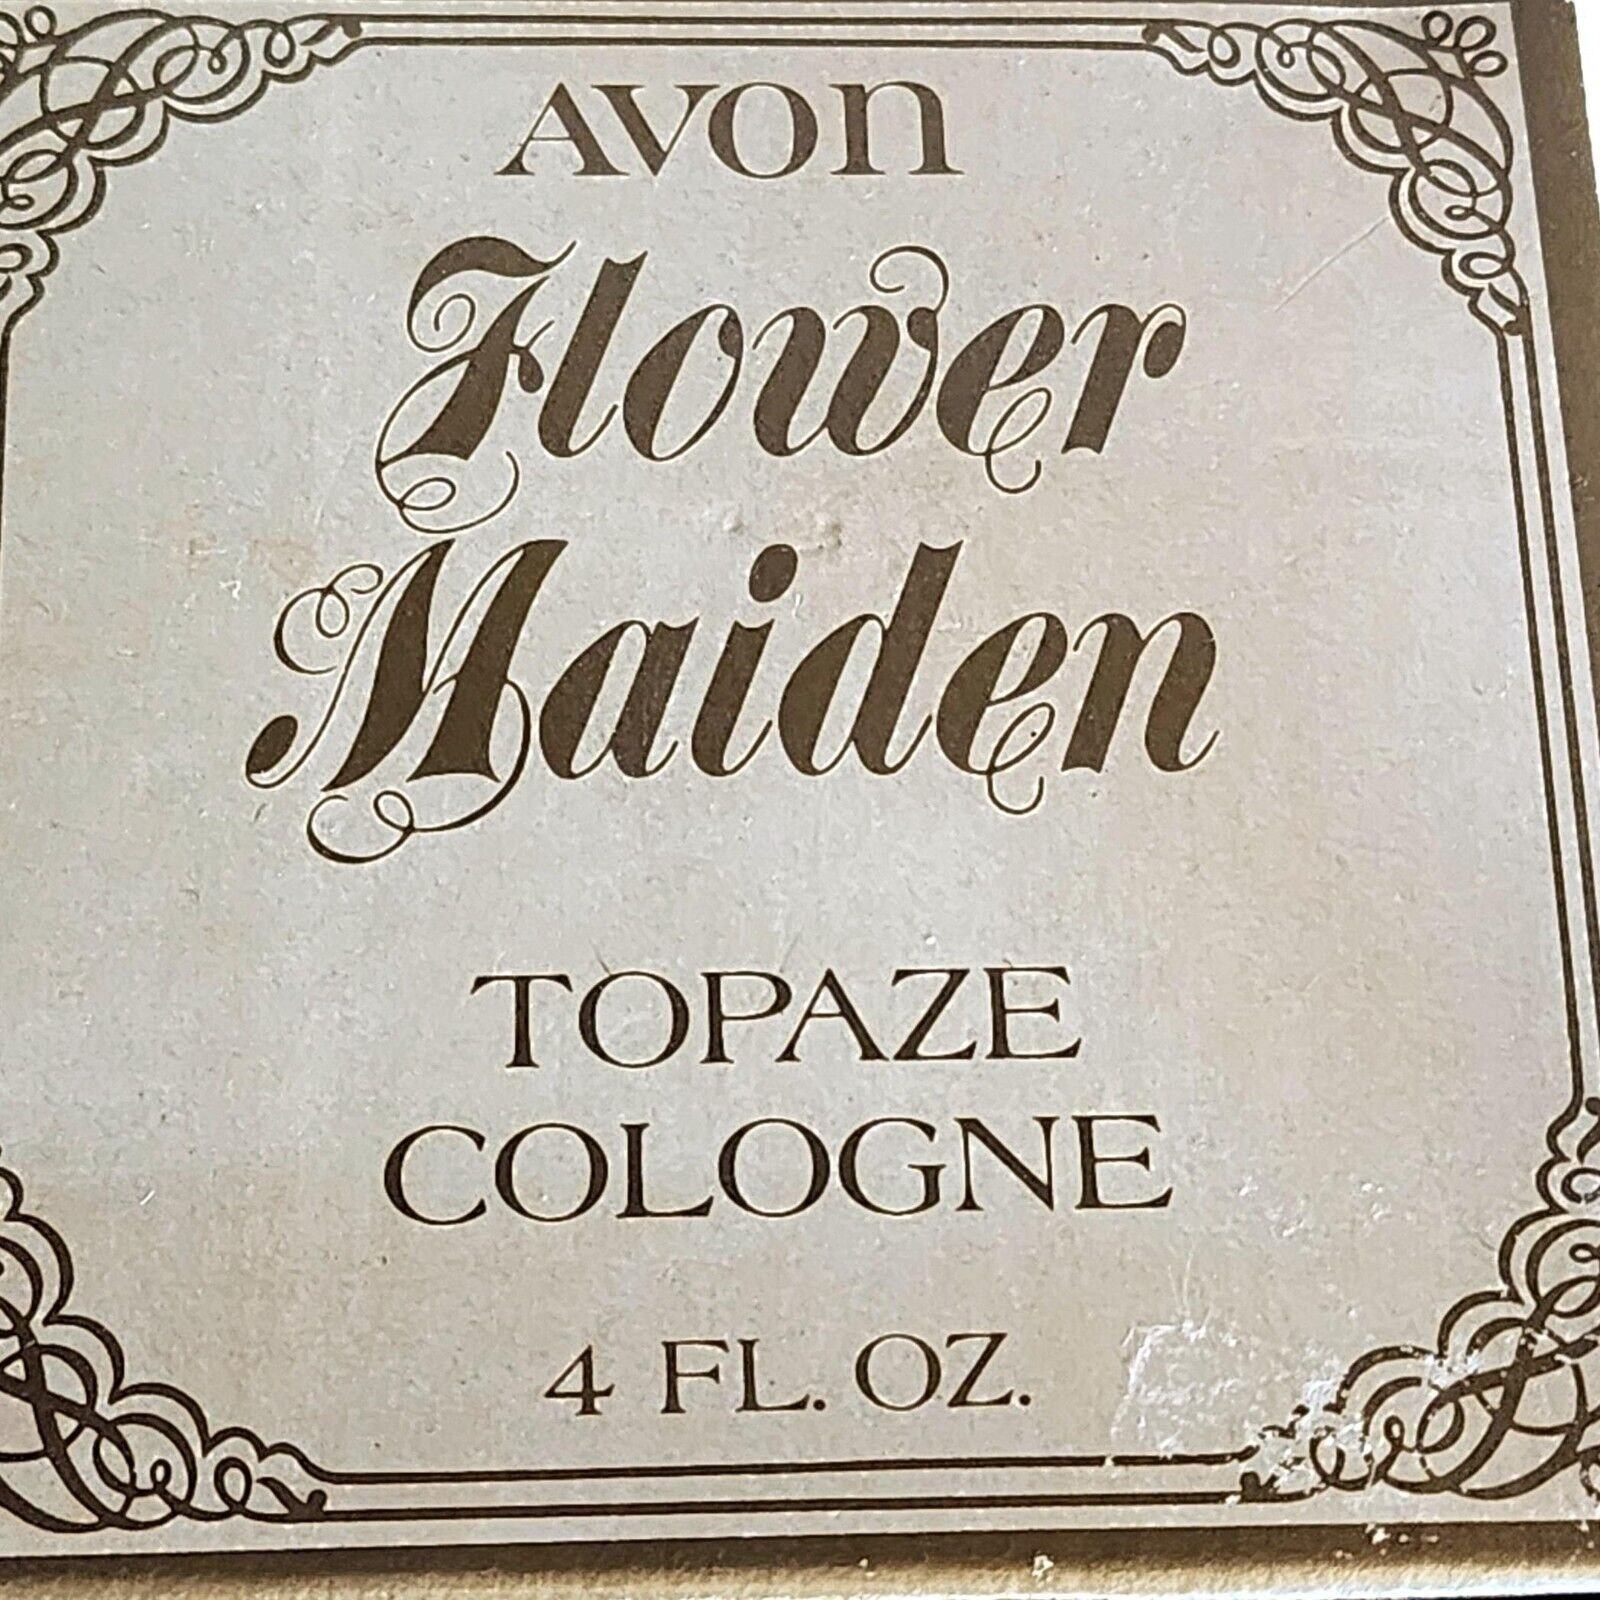 AVON
Flower
Maiden
TOPAZE
COLOGNE
4 FL. OZ.